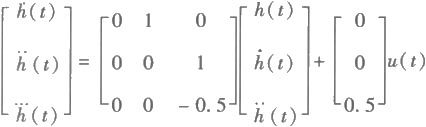 [ḣ(t)] [0 1 0] [h(t)] [0]
[ḧ(t)] = [0 0 1] [ḣ(t)] + [0] u(t)
[h⃛(t)] [0 0 -0.5] [ḧ(t)] [0.5]